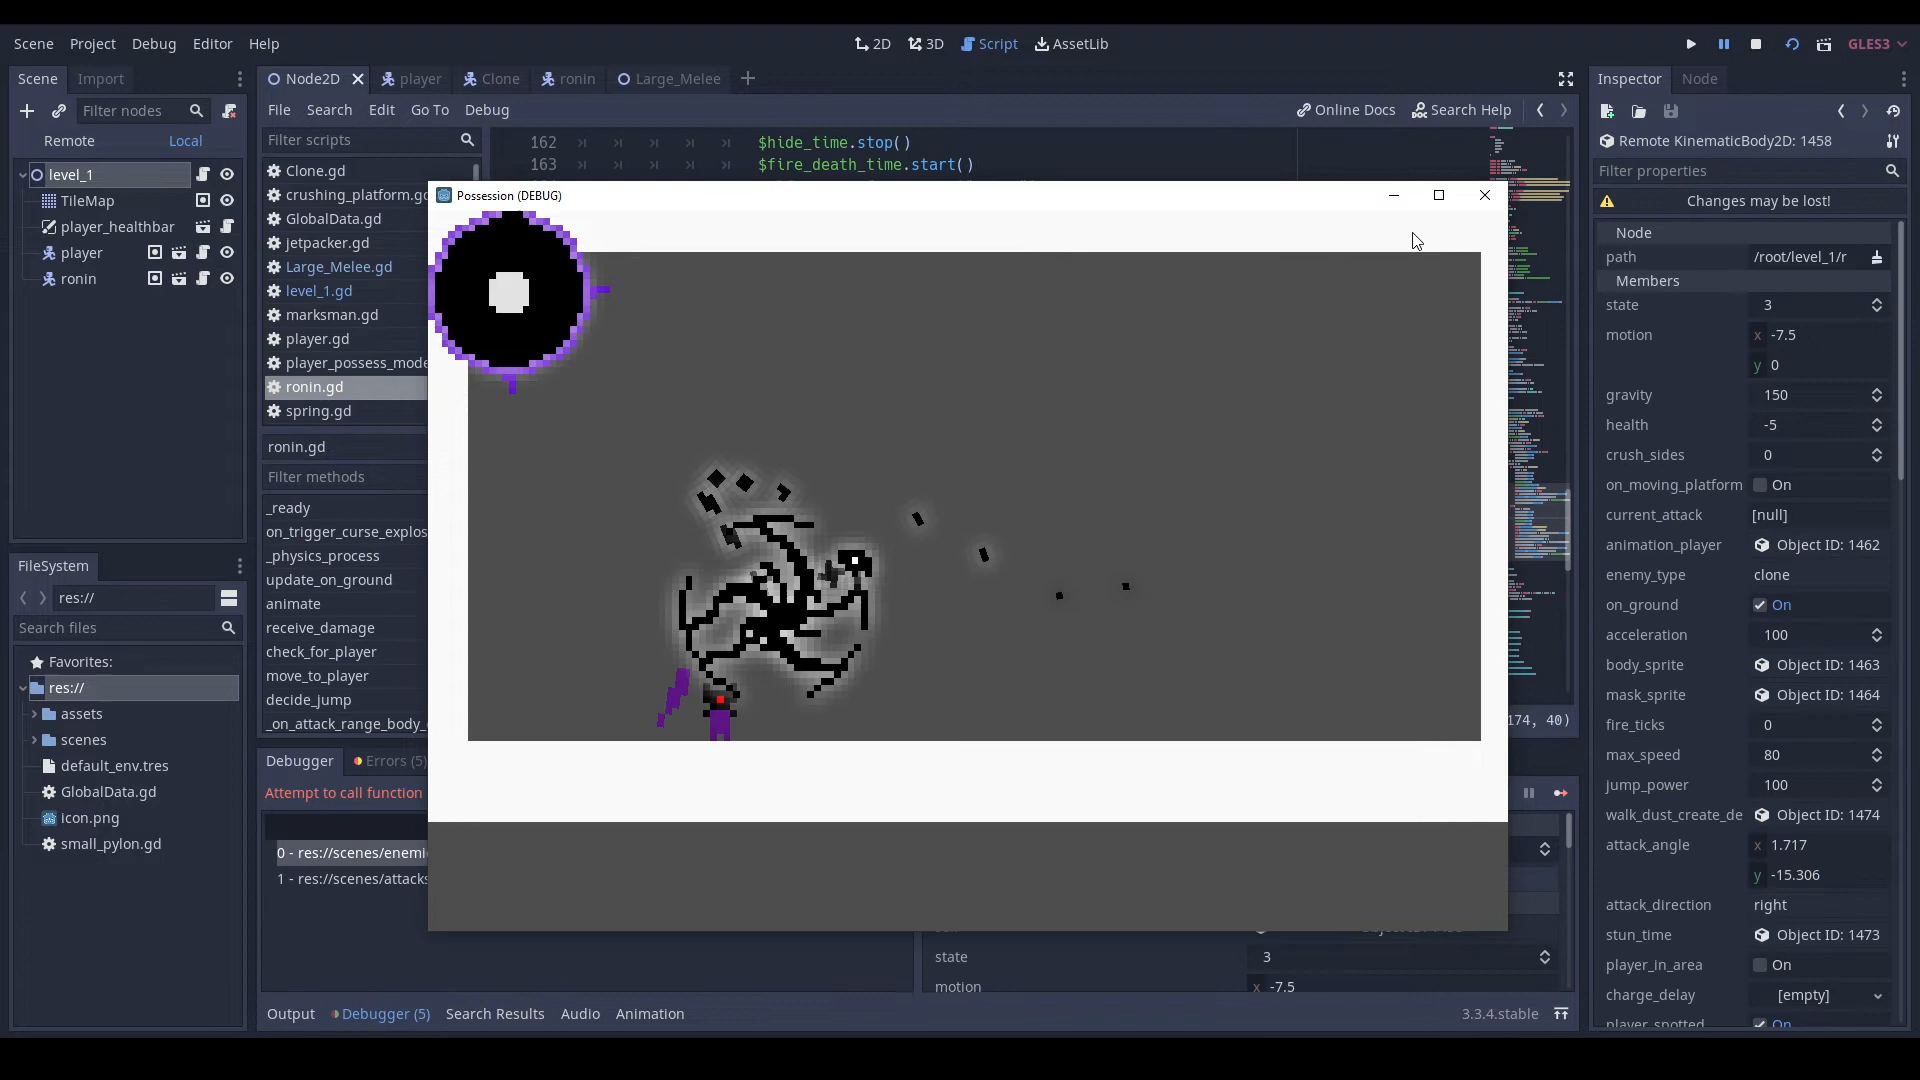 Scene Project Debug Editor Help
2D 3D Script AssetLib
GLES3
Scene Import
Filter nodes
Remote Local
level_1
TileMap
player_healthbar
player
ronin
FileSystem
res://
Search files
Favorites:
res://
assets
scenes
default_env.tres
GlobalData.gd
icon.png
small_pylon.gd
Node2D player Clone ronin Large_Melee
File Search Edit Go To Debug
Online Docs Search Help
Filter scripts
Clone.gd
crushing_platform.gd
GlobalData.gd
jetpacker.gd
Large_Melee.gd
level_1.gd
marksman.gd
player.gd
player_possess_mode
ronin.gd
spring.gd
ronin.gd
Filter methods
_ready
on_trigger_curse_explos
_physics_process
update_on_ground
animate
receive_damage
check_for_player
move_to_player
decide_jump
_on_attack_range_body_
162 $hide_time.stop()
163 $fire_death_time.start()
Possession (DEBUG)
174, 40)
Debugger Errors (5)
Attempt to call function
0 - res://scenes/enemi
1 - res://scenes/attacks
state 3
motion x -7.5
Output Debugger (5) Search Results Audio Animation
3.3.4.stable
Inspector Node
Remote KinematicBody2D: 1458
Filter properties
Changes may be lost!
Node
path /root/level_1/r
Members
state 3
motion x -7.5
y 0
gravity 150
health -5
crush_sides 0
on_moving_platform On
current_attack [null]
animation_player Object ID: 1462
enemy_type clone
on_ground On
acceleration 100
body_sprite Object ID: 1463
mask_sprite Object ID: 1464
fire_ticks 0
max_speed 80
jump_power 100
walk_dust_create_de Object ID: 1474
attack_angle x 1.717
y -15.306
attack_direction right
stun_time Object ID: 1473
player_in_area On
charge_delay [empty]
player_spotted On